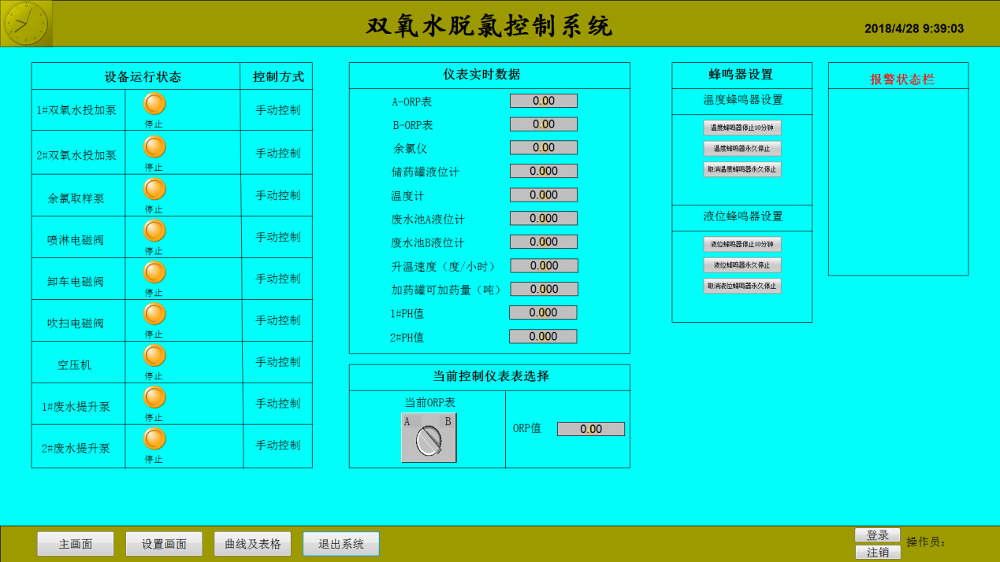 双氧水脱氯控制系统
2018/4/28 9:39:03
设备运行状态 控制方式
1#双氧水投加泵 停止 手动控制
2#双氧水投加泵 停止 手动控制
余氯取样泵 停止 手动控制
喷淋电磁阀 停止 手动控制
卸车电磁阀 停止 手动控制
吹扫电磁阀 停止 手动控制
空压机 停止 手动控制
1#废水提升泵 停止 手动控制
2#废水提升泵 停止 手动控制
仪表实时数据
A-ORP表 0.00
B-ORP表 0.00
余氯仪 0.00
储药罐液位计 0.000
温度计 0.000
废水池A液位计 0.000
废水池B液位计 0.000
升温速度（度/小时） 0.000
加药罐可加药量（吨） 0.000
1#PH值 0.000
2#PH值 0.000
当前控制仪表表选择
当前ORP表
A B
ORP值 0.00
蜂鸣器设置
温度蜂鸣器设置
温度蜂鸣器停止10分钟
温度蜂鸣器永久停止
取消温度蜂鸣器永久停止
液位蜂鸣器设置
液位蜂鸣器停止10分钟
液位蜂鸣器永久停止
取消液位蜂鸣器永久停止
报警状态栏
主画面 设置画面 曲线及表格 退出系统
登录
注销
操作员：